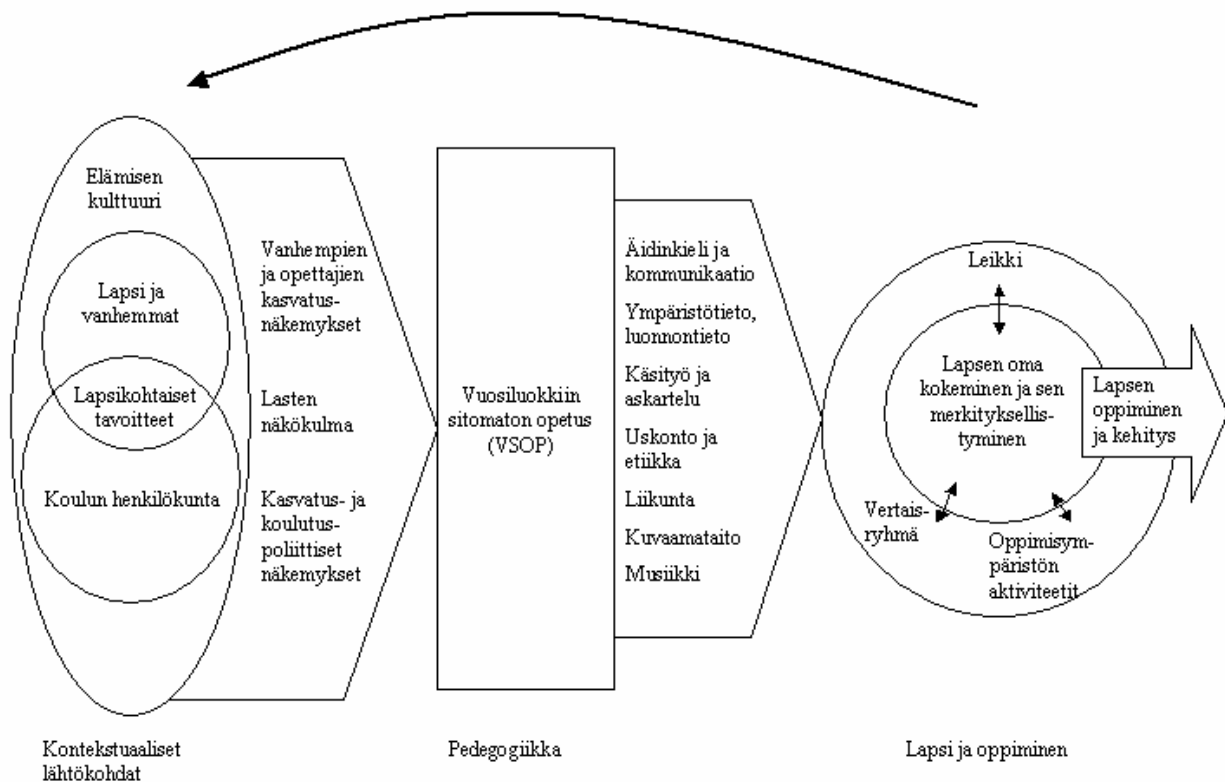 Elämisen
kulttuuri
Lapsi ja
vanhemmat
Lapsikohtaiset
tavoitteet
Koulun henkilökunta
Vanhempien
ja opettajien
kasvatus-
näkemykset
Lasten
näkökulma
Kasvatus- ja
koulutus-
poliittiset
näkemykset
Vuosiluokkiin
sitomaton opetus
(VSOP)
Äidinkieli ja
kommunikaatio
Ympäristötieto,
luonnontieto
Käsityö ja
askartelu
Uskonto ja
etiikka
Liikunta
Kuvaamataito
Musiikki
Leikki
Lapsen oma
kokeminen ja sen
merkityksellis-
tyminen
Vertais-
ryhmä
Oppimisym-
päristön
aktiviteetit
Lapsen
oppiminen
ja kehitys
Kontekstuaaliset
lähtökohdat
Pedegogiikka
Lapsi ja oppiminen